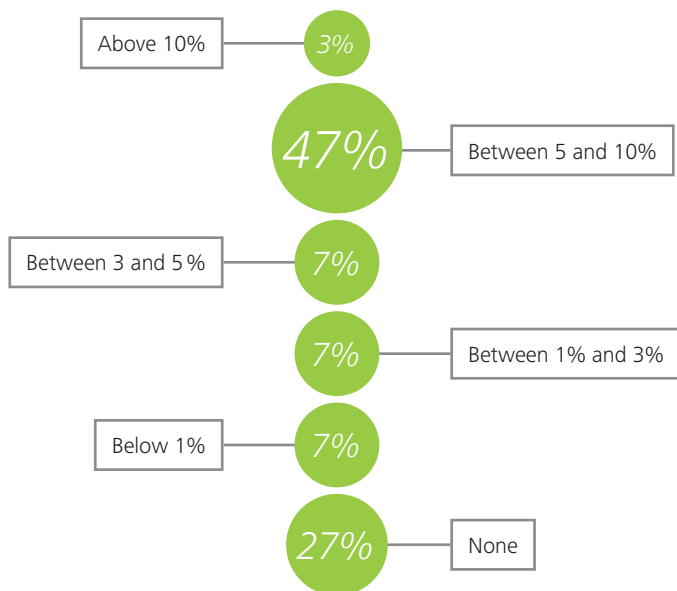 Above 10%
3%
47%
Between 5 and 10%
Between 3 and 5%
7%
7%
Between 1% and 3%
Below 1%
7%
27%
None